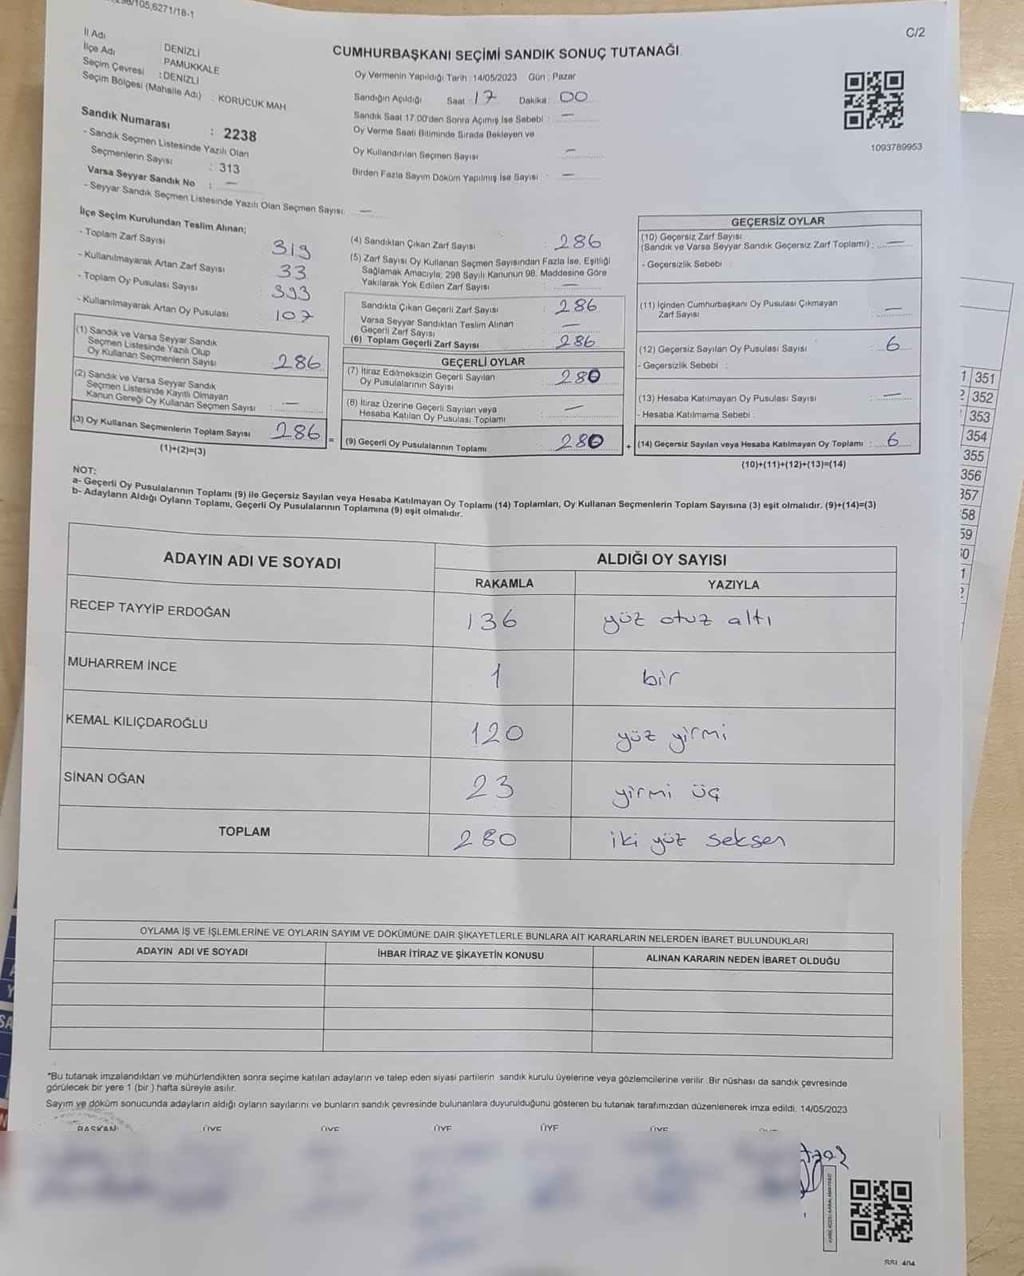 /105,6271/18-1
C/2
İl Adı : DENİZLİ
İlçe Adı : PAMUKKALE
Seçim Çevresi : DENİZLİ
Seçim Bölgesi (Mahalle Adı) : KORUCUK MAH
Sandık Numarası : 2238
- Sandık Seçmen Listesinde Yazılı Olan
Seçmenlerin Sayısı : 313
Varsa Seyyar Sandık No : —
- Seyyar Sandık Seçmen Listesinde Yazılı Olan Seçmen Sayısı —
CUMHURBAŞKANI SEÇİMİ SANDIK SONUÇ TUTANAĞI
Oy Vermenin Yapıldığı Tarih : 14/05/2023 Gün : Pazar
Sandığın Açıldığı Saat : 17 Dakika : 00
Sandık Saat 17.00'den Sonra Açımış İse Sebebi : —
Oy Verme Saati Bitiminde Sırada Bekleyen ve
Oy Kullandırılan Seçmen Sayısı —
Birden Fazla Sayım Döküm Yapılmış İse Sayısı : —
1093789953
İlçe Seçim Kurulundan Teslim Alınan;
- Toplam Zarf Sayısı 319
- Kullanılmayarak Artan Zarf Sayısı : 33
- Toplam Oy Pusulası Sayısı : 393
- Kullanılmayarak Artan Oy Pusulası 107
(1) Sandık ve Varsa Seyyar Sandık
Seçmen Listesinde Yazılı Olup
Oy Kullanan Seçmenlerin Sayısı : 286
(2) Sandık ve Varsa Seyyar Sandık
Seçmen Listesinde Kayıtlı Olmayan
Kanun Gereği Oy Kullanan Seçmen Sayısı : —
(3) Oy Kullanan Seçmenlerin Toplam Sayısı 286 =
(1)+(2)=(3)
(4) Sandıktan Çıkan Zarf Sayısı 286
(5) Zarf Sayısı Oy Kullanan Seçmen Sayısından Fazla İse, Eşitliği
Sağlamak Amacıyla, 298 Sayılı Kanunun 98. Maddesine Göre
Yakılarak Yok Edilen Zarf Sayısı : —
Sandıkta Çıkan Geçerli Zarf Sayısı : 286
Varsa Seyyar Sandıktan Teslim Alınan
Geçerli Zarf Sayısı : —
(6) Toplam Geçerli Zarf Sayısı : 286
GEÇERLİ OYLAR
(7) İtiraz Edilmeksizin Geçerli Sayılan
Oy Pusulalarının Sayısı : 280
(8) İtiraz Üzerine Geçerli Sayılan veya
Hesaba Katılan Oy Pusulası Toplamı : —
(9) Geçerli Oy Pusulalarının Toplamı : 280 +
GEÇERSİZ OYLAR
(10) Geçersiz Zarf Sayısı
(Sandık ve Varsa Seyyar Sandık Geçersiz Zarf Toplamı) : —
- Geçersizlik Sebebi :
(11) İçinden Cumhurbaşkanı Oy Pusulası Çıkmayan
Zarf Sayısı : —
(12) Geçersiz Sayılan Oy Pusulası Sayısı : 6
- Geçersizlik Sebebi :
(13) Hesaba Katılmayan Oy Pusulası Sayısı : —
- Hesaba Katılmama Sebebi :
(14) Geçersiz Sayılan veya Hesaba Katılmayan Oy Toplamı : 6
(10)+(11)+(12)+(13)=(14)
NOT:
a- Geçerli Oy Pusulalarının Toplamı (9) ile Geçersiz Sayılan veya Hesaba Katılmayan Oy Toplamı (14) Toplamları, Oy Kullanan Seçmenlerin Toplam Sayısına (3) eşit olmalıdır. (9)+(14)=(3)
b- Adayların Aldığı Oyların Toplamı, Geçerli Oy Pusulalarının Toplamına (9) eşit olmalıdır.
ADAYIN ADI VE SOYADI ALDIĞI OY SAYISI
RAKAMLA YAZIYLA
RECEP TAYYİP ERDOĞAN 136 yüz otuz altı
MUHARREM İNCE 1 bir
KEMAL KILIÇDAROĞLU 120 yüz yirmi
SİNAN OĞAN 23 yirmi üç
TOPLAM 280 iki yüz seksen
OYLAMA İŞ VE İŞLEMLERİNE VE OYLARIN SAYIM VE DÖKÜMÜNE DAİR ŞİKAYETLERLE BUNLARA AİT KARARLARIN NELERDEN İBARET BULUNDUKLARI
ADAYIN ADI VE SOYADI İHBAR İTİRAZ VE ŞİKAYETİN KONUSU ALINAN KARARIN NEDEN İBARET OLDUĞU
*Bu tutanak imzalandıktan ve mühürlendikten sonra seçime katılan adayların ve talep eden siyasi partilerin sandık kurulu üyelerine veya gözlemcilerine verilir. Bir nüshası da sandık çevresinde
görülecek bir yere 1 (bir ) hafta süreyle asılır.
Sayım ve döküm sonucunda adayların aldığı oyların sayılarını ve bunların sandık çevresinde bulunanlara duyurulduğunu gösteren bu tutanak tarafımızdan düzenlenerek imza edildi. 14/05/2023
BAŞKAN ÜYE ÜYE ÜYE ÜYE ÜYE
1 351
2 352
353
354
355
356
357
58
59